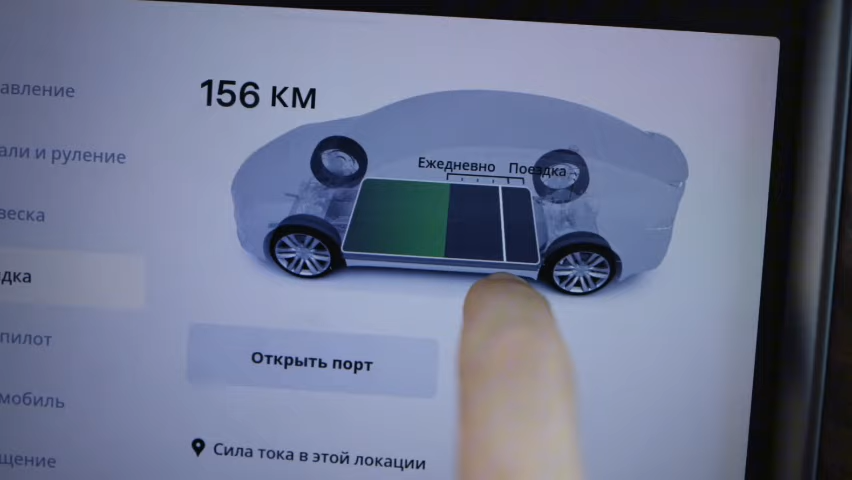 авление
али и руление
веска
дка
пилот
мобиль
щение
156 КМ
Ежедневно Поездка
Открыть порт
Сила тока в этой локации